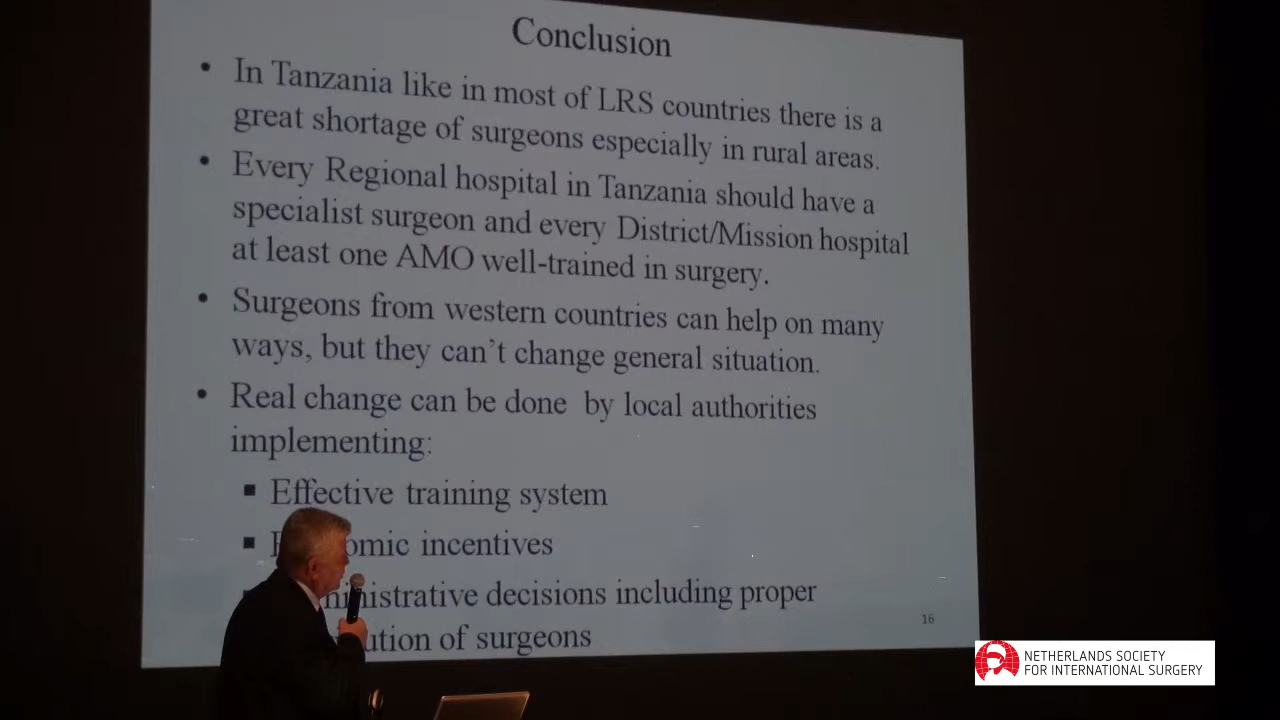 Conclusion
• In Tanzania like in most of LRS countries there is a
great shortage of surgeons especially in rural areas.
• Every Regional hospital in Tanzania should have a
specialist surgeon and every District/Mission hospital
at least one AMO well-trained in surgery.
• Surgeons from western countries can help on many
ways, but they can't change general situation.
• Real change can be done by local authorities
implementing:
▪ Effective training system
▪ incentives
decisions including proper
of surgeons
16
NETHERLANDS SOCIETY
FOR INTERNATIONAL SURGERY